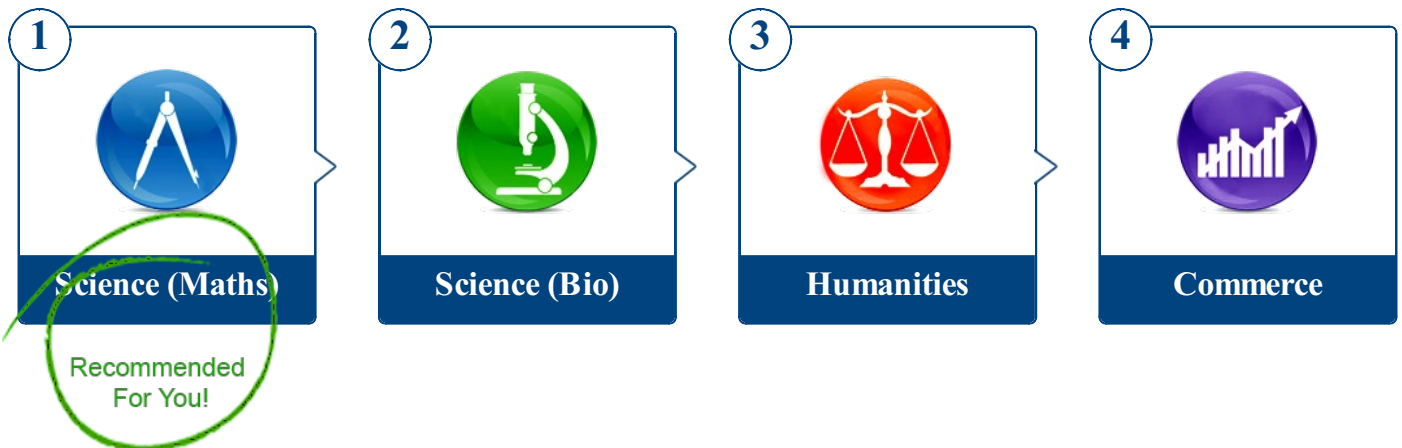 1
2
3
4
Science (Maths)
Science (Bio)
Humanities
Commerce
Recommended
For You!